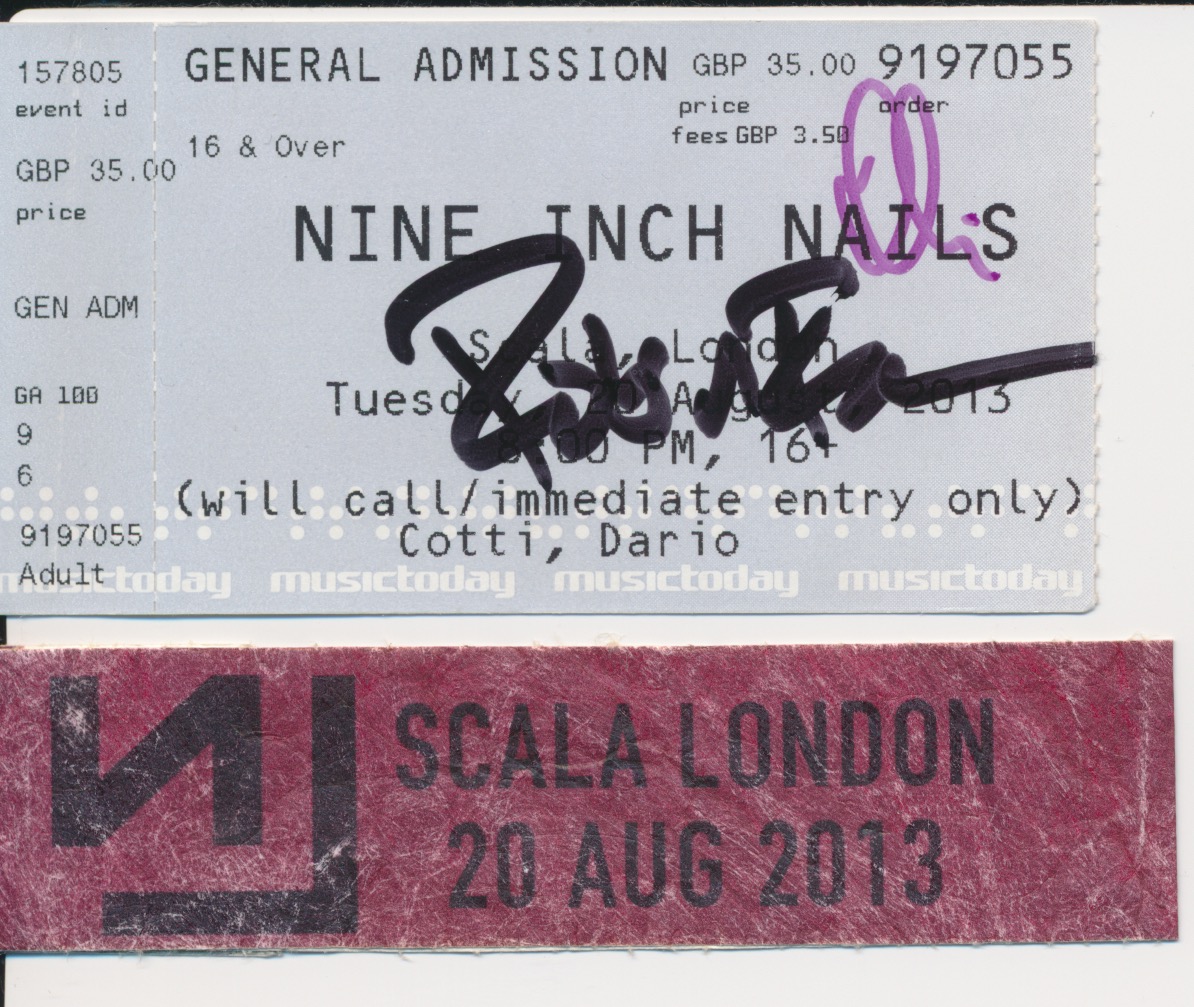 157805
event id
GBP 35.00
price
GEN ADM
GA 100
9
6
9197055
Adult
GENERAL ADMISSION GBP 35.00 9197055
price order
fees GBP 3.50
16 & Over
NINE INCH NAILS
Scala, London
Tuesday, 20 August, 2013
8:00 PM, 16+
(will call/immediate entry only)
Cotti, Dario
musictoday musictoday musictoday musictoday
SCALA LONDON
20 AUG 2013